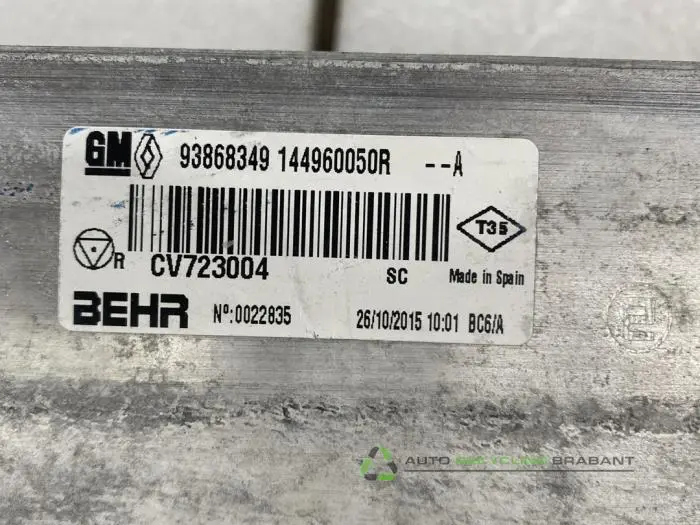 GM 93868349 144960050R --A
T35
R CV723004 SC Made in Spain
BEHR Nº:0022835 26/10/2015 10:01 BC6/A
AUTO RECYCLING BRABANT